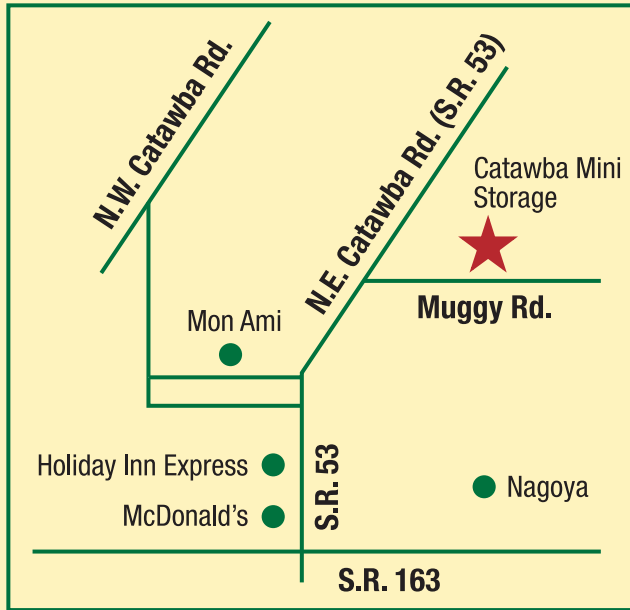 N.W. Catawba Rd.
N.E. Catawba Rd. (S.R. 53)
Catawba Mini
Storage
Muggy Rd.
Mon Ami
Holiday Inn Express
S.R. 53
Nagoya
McDonald's
S.R. 163